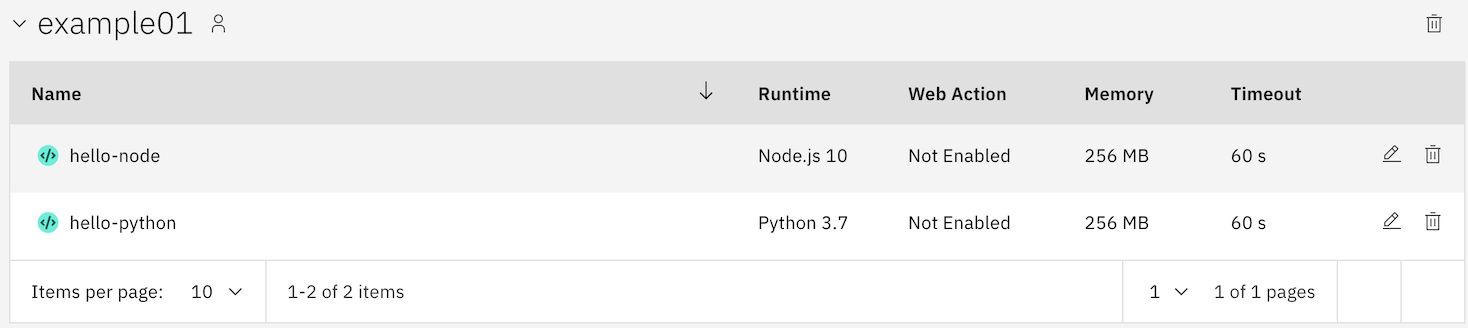 example01
Name Runtime Web Action Memory Timeout
</> hello-node Node.js 10 Not Enabled 256 MB 60 s
</> hello-python Python 3.7 Not Enabled 256 MB 60 s
Items per page: 10 1-2 of 2 items 1 1 of 1 pages